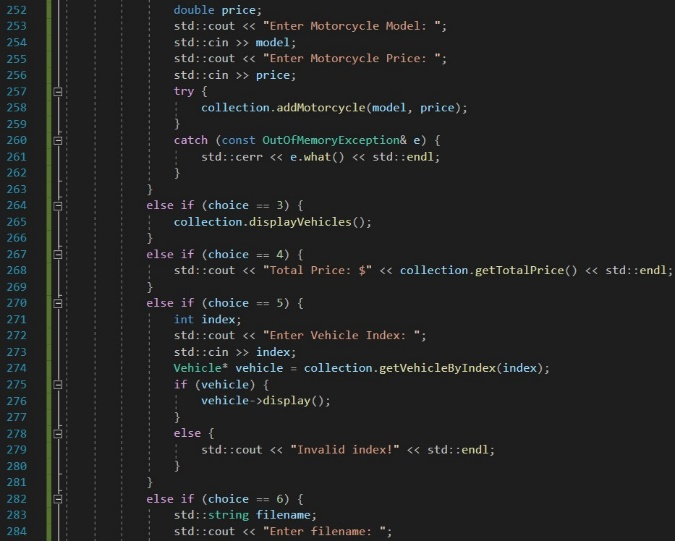 252 double price;
253 std::cout << "Enter Motorcycle Model: ";
254 std::cin >> model;
255 std::cout << "Enter Motorcycle Price: ";
256 std::cin >> price;
257 try {
258 collection.addMotorcycle(model, price);
259 }
260 catch (const OutOfMemoryException& e) {
261 std::cerr << e.what() << std::endl;
262 }
263 }
264 else if (choice == 3) {
265 collection.displayVehicles();
266 }
267 else if (choice == 4) {
268 std::cout << "Total Price: $" << collection.getTotalPrice() << std::endl;
269 }
270 else if (choice == 5) {
271 int index;
272 std::cout << "Enter Vehicle Index: ";
273 std::cin >> index;
274 Vehicle* vehicle = collection.getVehicleByIndex(index);
275 if (vehicle) {
276 vehicle->display();
277 }
278 else {
279 std::cout << "Invalid index!" << std::endl;
280 }
281 }
282 else if (choice == 6) {
283 std::string filename;
284 std::cout << "Enter filename: ";